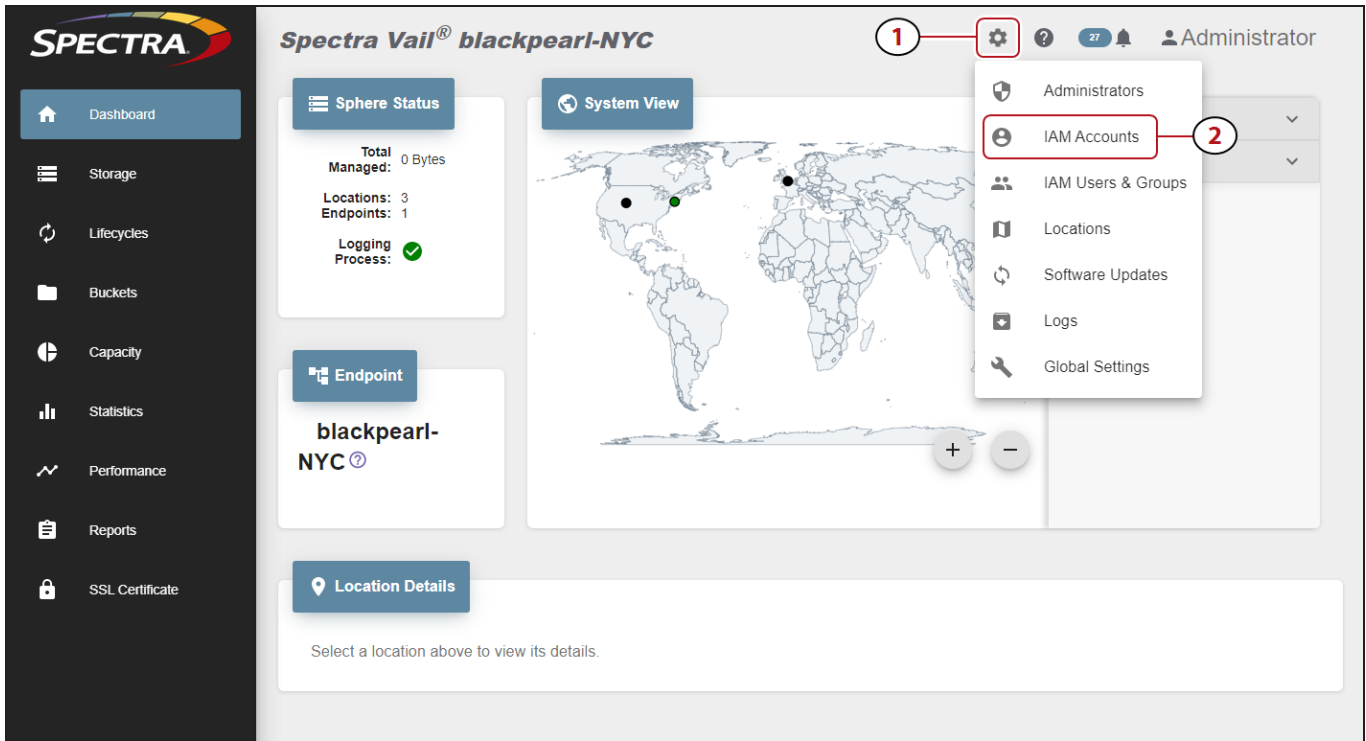 SPECTRA
Spectra Vail® blackpearl-NYC
1
27
Administrator
Dashboard
Storage
Lifecycles
Buckets
Capacity
Statistics
Performance
Reports
SSL Certificate
Sphere Status
Total
Managed: 0 Bytes
Locations: 3
Endpoints: 1
Logging
Process:
Endpoint
blackpearl-
NYC
System View
+
−
Administrators
IAM Accounts
2
IAM Users & Groups
Locations
Software Updates
Logs
Global Settings
Location Details
Select a location above to view its details.